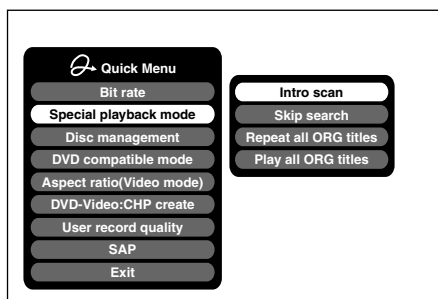 Quick Menu
Bit rate
Special playback mode
Disc management
DVD compatible mode
Aspect ratio(Video mode)
DVD-Video:CHP create
User record quality
SAP
Exit
Intro scan
Skip search
Repeat all ORG titles
Play all ORG titles